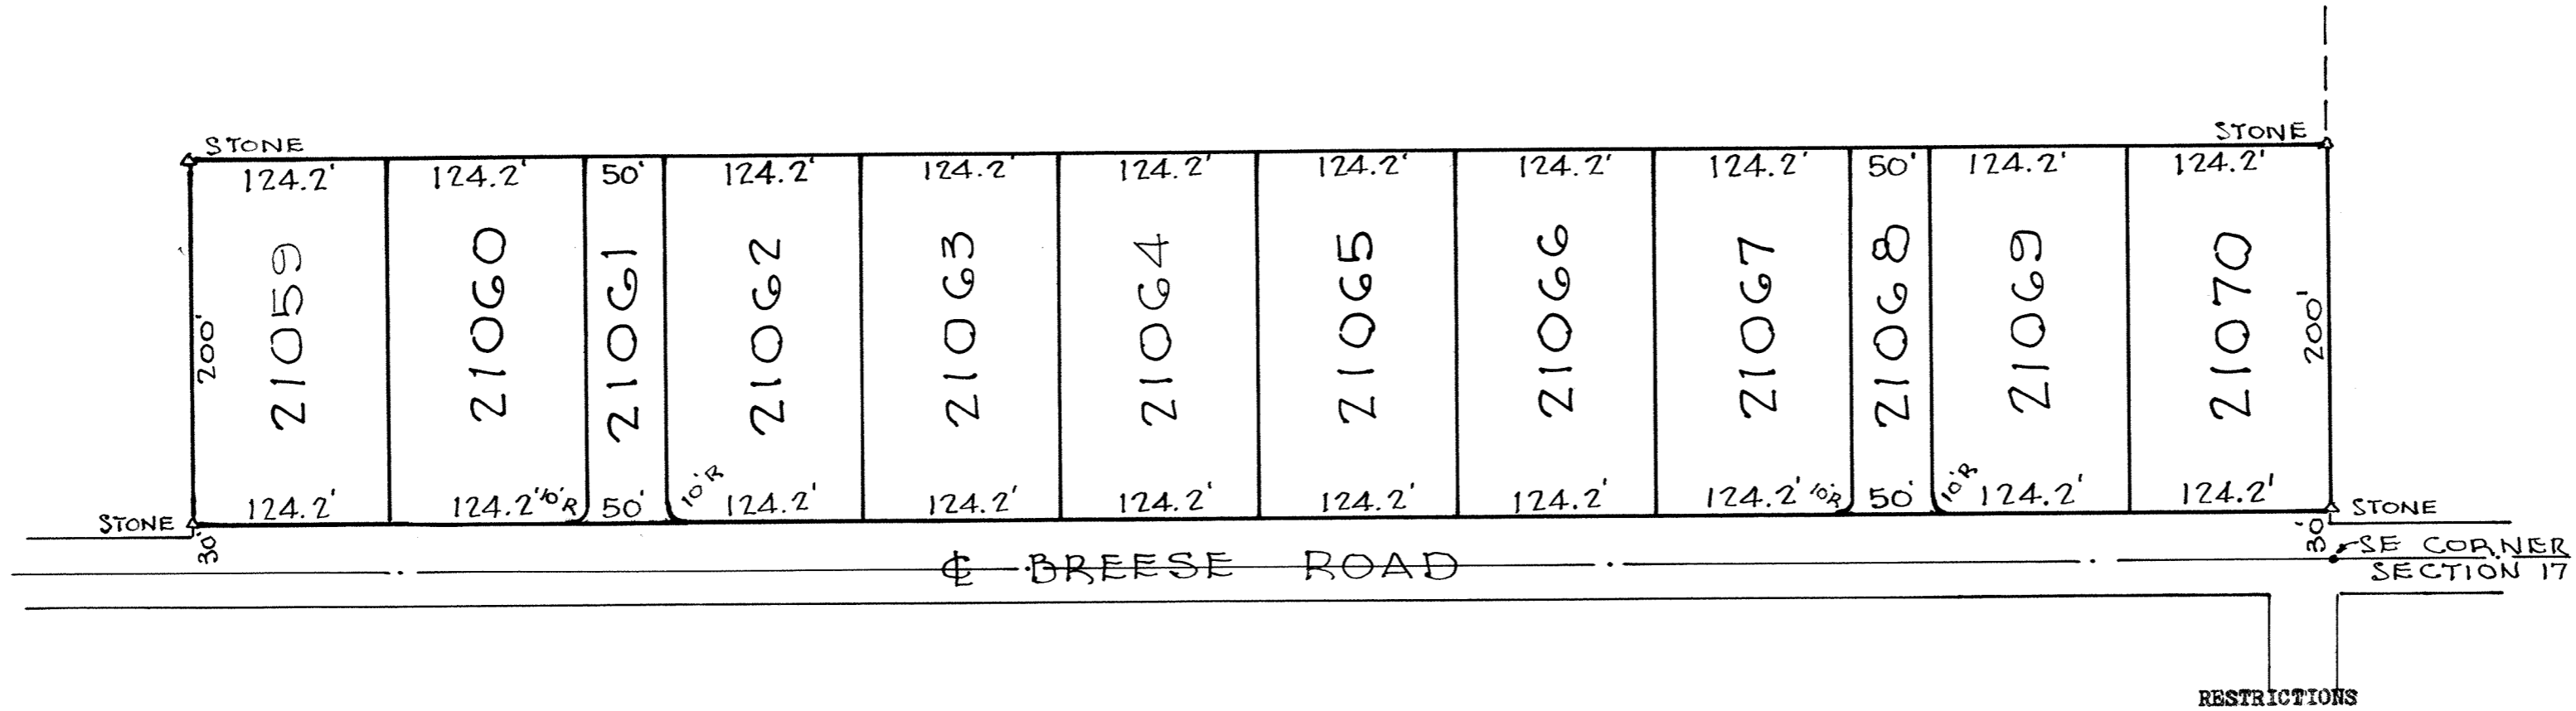 STONE STONE
124.2' 124.2' 50' 124.2' 124.2' 124.2' 124.2' 124.2' 124.2' 50' 124.2' 124.2'
200' 21059 21060 21061 21062 21063 21064 21065 21066 21067 21068 21069 21070 200'
124.2' 124.2' 10'R 50' 10'R 124.2' 124.2' 124.2' 124.2' 124.2' 124.2' 10'R 50' 10'R 124.2' 124.2'
STONE STONE
30' 30'
SE CORNER
SECTION 17
℄ BREESE ROAD
RESTRICTIONS